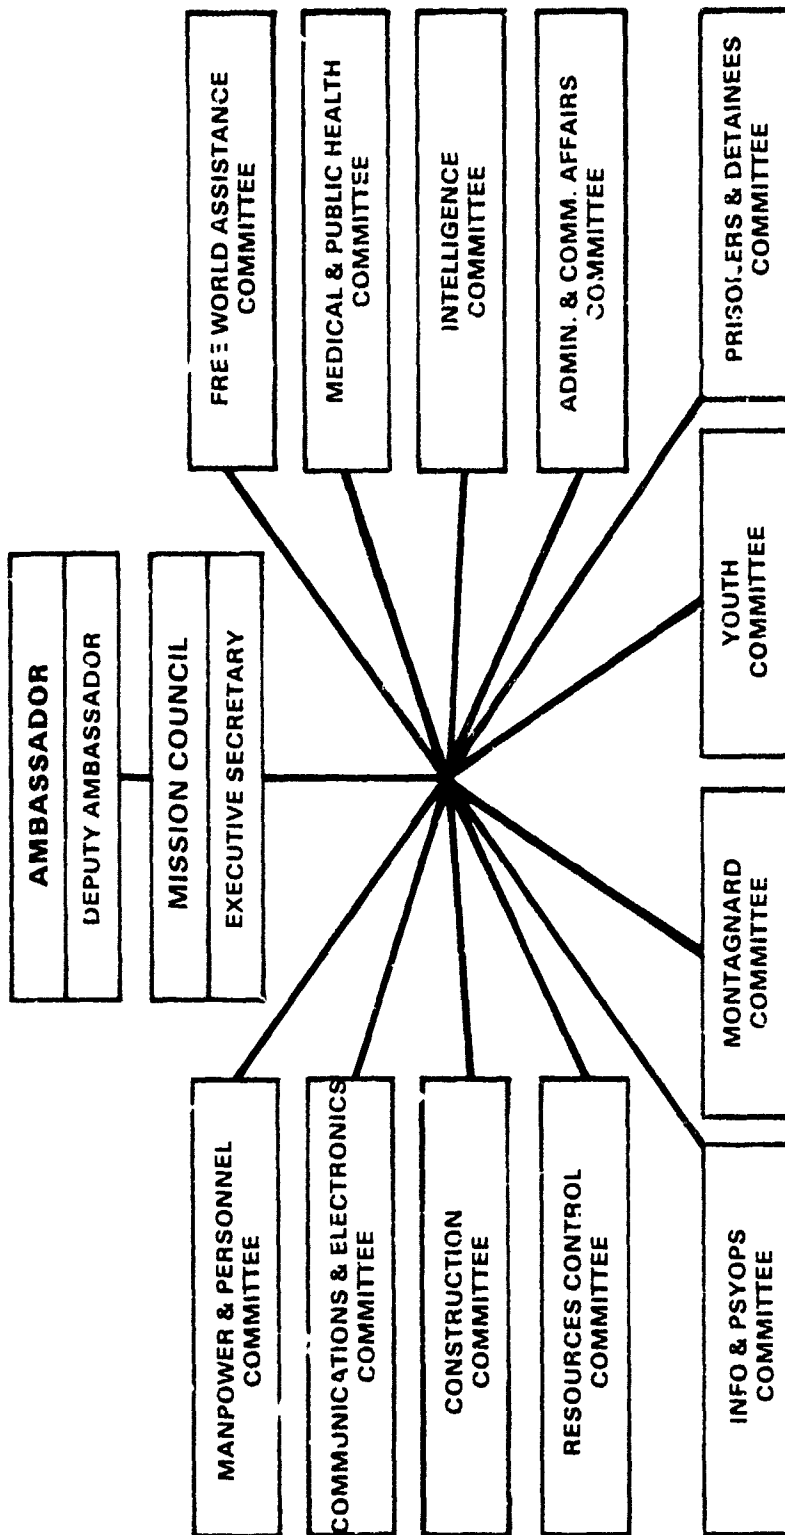 AMBASSADOR
DEPUTY AMBASSADOR
MISSION COUNCIL
EXECUTIVE SECRETARY
MANPOWER & PERSONNEL
COMMITTEE
COMMUNICATIONS & ELECTRONICS
COMMITTEE
CONSTRUCTION
COMMITTEE
RESOURCES CONTROL
COMMITTEE
FREE WORLD ASSISTANCE
COMMITTEE
MEDICAL & PUBLIC HEALTH
COMMITTEE
INTELLIGENCE
COMMITTEE
ADMIN. & COMM. AFFAIRS
COMMITTEE
INFO & PSYOPS
COMMITTEE
MONTAGNARD
COMMITTEE
YOUTH
COMMITTEE
PRISONERS & DETAINEES
COMMITTEE